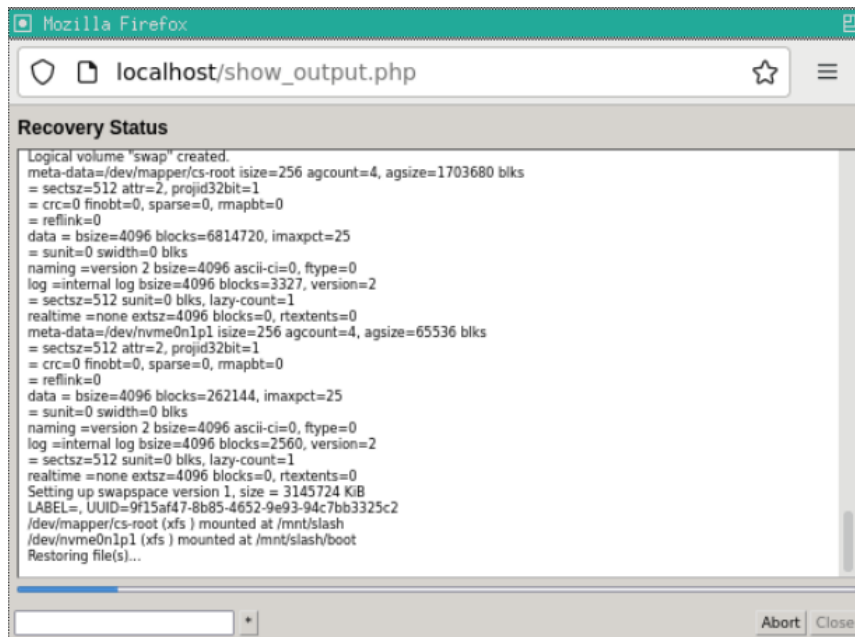 Mozilla Firefox
localhost/show_output.php
Recovery Status
Logical volume "swap" created.
meta-data=/dev/mapper/cs-root isize=256 agcount=4, agsize=1703680 blks
= sectsz=512 attr=2, projid32bit=1
= crc=0 finobt=0, sparse=0, rmapbt=0
= reflink=0
data = bsize=4096 blocks=6814720, imaxpct=25
= sunit=0 swidth=0 blks
naming =version 2 bsize=4096 ascii-ci=0, ftype=0
log =internal log bsize=4096 blocks=3327, version=2
= sectsz=512 sunit=0 blks, lazy-count=1
realtime =none extsz=4096 blocks=0, rtextents=0
meta-data=/dev/nvme0n1p1 isize=256 agcount=4, agsize=65536 blks
= sectsz=512 attr=2, projid32bit=1
= crc=0 finobt=0, sparse=0, rmapbt=0
= reflink=0
data = bsize=4096 blocks=262144, imaxpct=25
= sunit=0 swidth=0 blks
naming =version 2 bsize=4096 ascii-ci=0, ftype=0
log =internal log bsize=4096 blocks=2560, version=2
= sectsz=512 sunit=0 blks, lazy-count=1
realtime =none extsz=4096 blocks=0, rtextents=0
Setting up swapspace version 1, size = 3145724 KiB
LABEL=, UUID=9f15af47-8b85-4652-9e93-94c7bb3325c2
/dev/mapper/cs-root (xfs ) mounted at /mnt/slash
/dev/nvme0n1p1 (xfs ) mounted at /mnt/slash/boot
Restoring file(s)...
* Abort Close